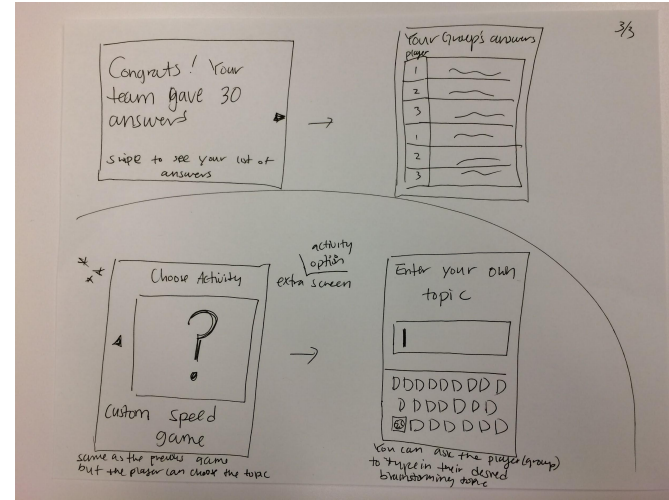 3/3
Congrats! Your
team gave 30
answers
swipe to see your list of
answers
Your Group's answers
player
1
2
3
1
2
3
Choose Activity
?
Custom speed
game
same as the previous game
but the player can choose the topic
activity
option
extra screen
Enter your own
topic
You can ask the player(group)
to type in their desired
brainstorming topic